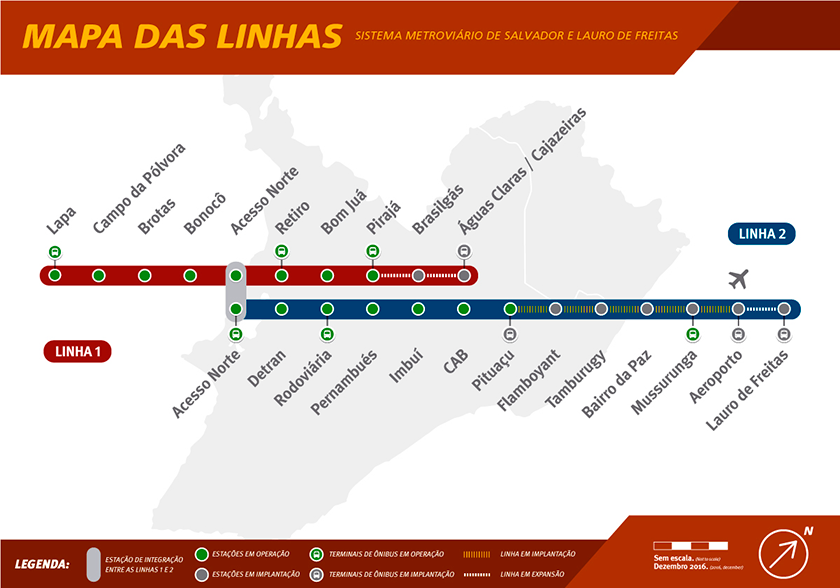 MAPA DAS LINHAS
SISTEMA METROVIÁRIO DE SALVADOR E LAURO DE FREITAS
Lapa
Campo da Pólvora
Brotas
Bonocô
Acesso Norte
Retiro
Bom Juá
Pirajá
Brasilgás
Águas Claras / Cajazeiras
LINHA 2
LINHA 1
Acesso Norte
Detran
Rodoviária
Pernambués
Imbuí
CAB
Pituaçu
Flamboyant
Tamburugy
Bairro da Paz
Mussurunga
Aeroporto
Lauro de Freitas
LEGENDA:
ESTAÇÃO DE INTEGRAÇÃO
ENTRE AS LINHAS 1 E 2
ESTAÇÕES EM OPERAÇÃO
ESTAÇÕES EM IMPLANTAÇÃO
TERMINAIS DE ÔNIBUS EM OPERAÇÃO
TERMINAIS DE ÔNIBUS EM IMPLANTAÇÃO
LINHA EM IMPLANTAÇÃO
LINHA EM EXPANSÃO
Sem escala. (Not to scale)
Dezembro 2016.
N